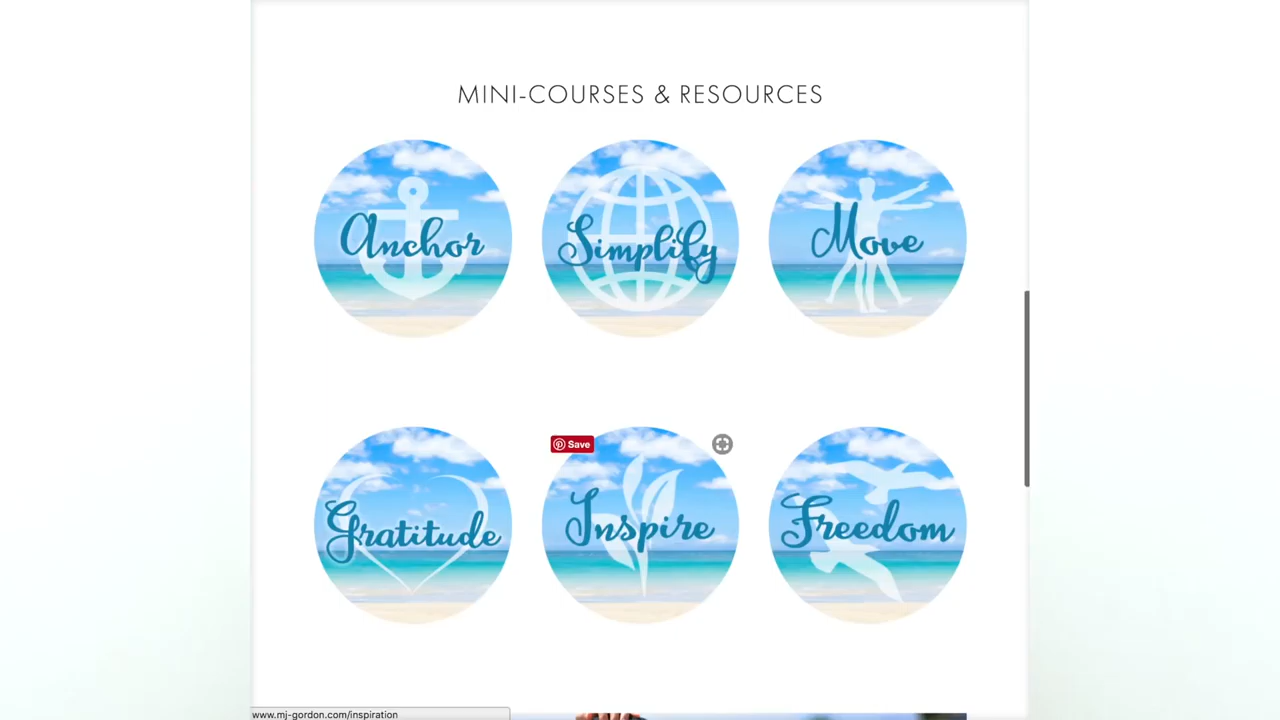 MINI-COURSES & RESOURCES
Anchor
Simplify
Move
Save
Gratitude
Inspire
Freedom
www.mj-gordon.com/inspiration